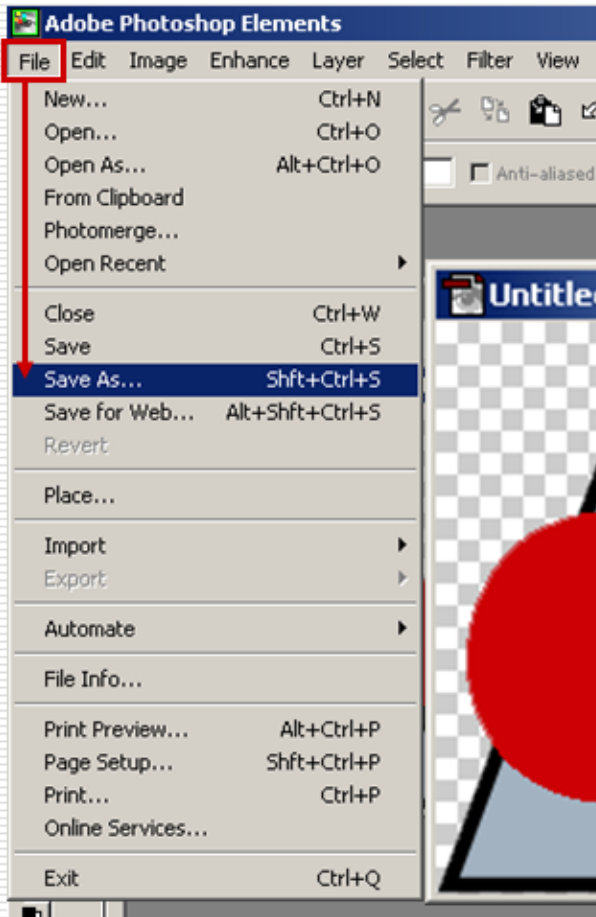 Adobe Photoshop Elements
File Edit Image Enhance Layer Select Filter View
New... Ctrl+N
Open... Ctrl+O
Open As... Alt+Ctrl+O
From Clipboard
Anti-aliased
Photomerge...
Open Recent
Close Ctrl+W
Save Ctrl+S
Save As... Shft+Ctrl+S
Save for Web... Alt+Shft+Ctrl+S
Revert
Place...
Import
Export
Automate
File Info...
Print Preview... Alt+Ctrl+P
Page Setup... Shft+Ctrl+P
Print... Ctrl+P
Online Services...
Exit Ctrl+Q